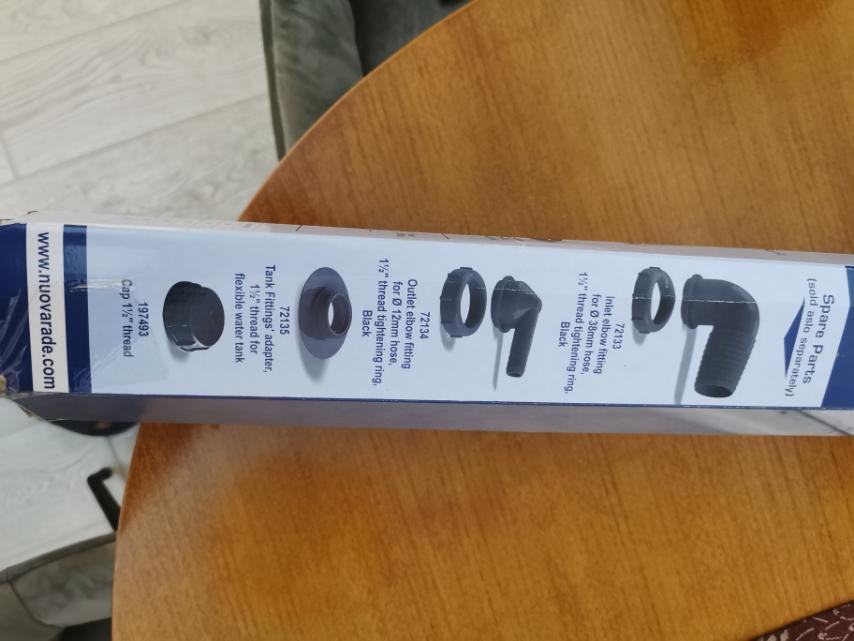 Spare Parts
(sold also separately)
72133
Inlet elbow fitting
for Ø 38mm hose,
1½" thread tightening ring,
Black
72134
Outlet elbow fitting
for Ø 12mm hose,
1½" thread tightening ring,
Black
72135
Tank Fittings' adapter,
1½" thread for
flexible water tank
197493
Cap 1½" thread
www.nuovarade.com